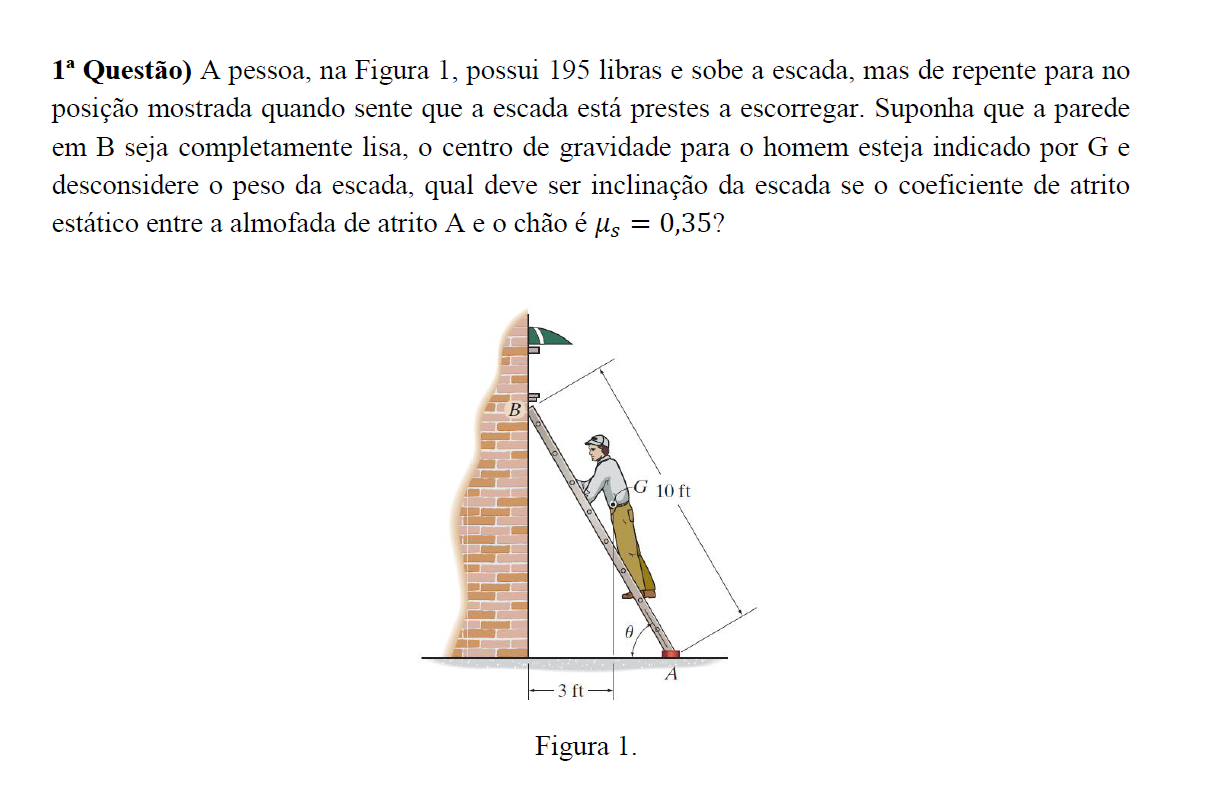 1ª Questão) A pessoa, na Figura 1, possui 195 libras e sobe a escada, mas de repente para no
posição mostrada quando sente que a escada está prestes a escorregar. Suponha que a parede
em B seja completamente lisa, o centro de gravidade para o homem esteja indicado por G e
desconsidere o peso da escada, qual deve ser inclinação da escada se o coeficiente de atrito
estático entre a almofada de atrito A e o chão é μₛ = 0,35?
B
G 10 ft
θ
A
3 ft
Figura 1.